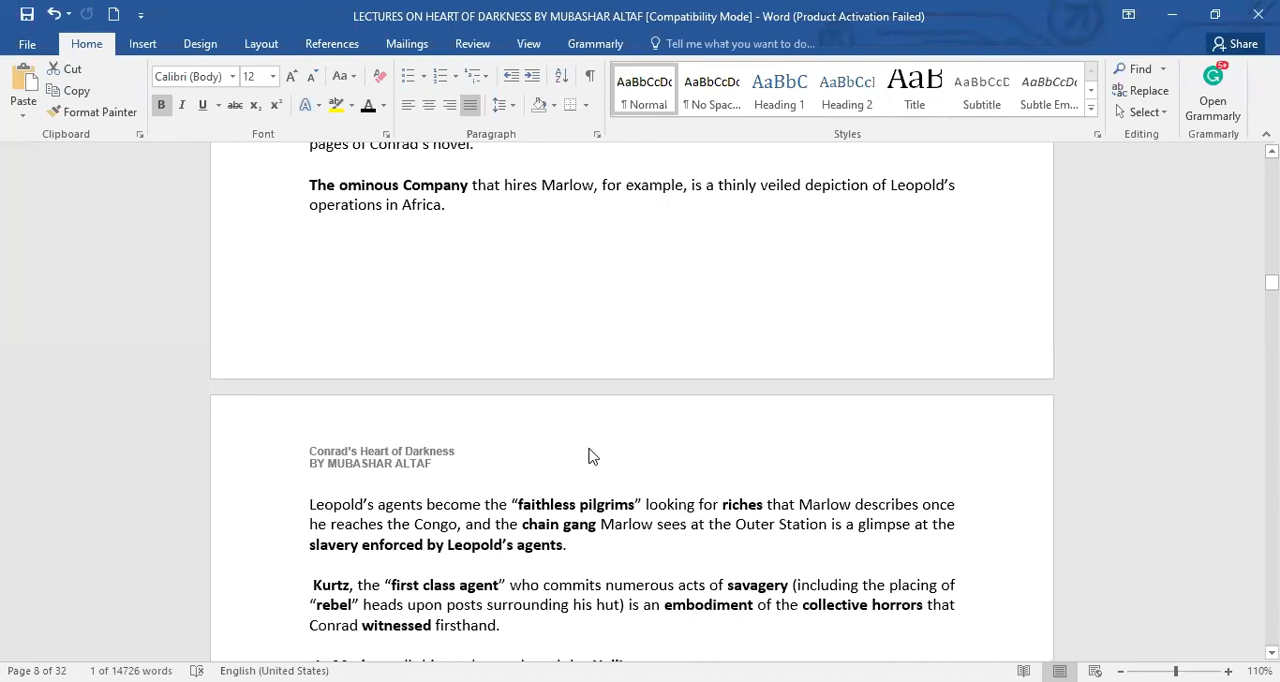 LECTURES ON HEART OF DARKNESS BY MUBASHAR ALTAF [Compatibility Mode] - Word (Product Activation Failed)
File Home Insert Design Layout References Mailings Review View Grammarly Tell me what you want to do... Share
Paste Cut Copy Format Painter
Clipboard
Calibri (Body) 12
Font
Paragraph
AaBbCcDc ¶ Normal
AaBbCcDc ¶ No Spac...
AaBbC Heading 1
AaBbCcI Heading 2
AaB Title
AaBbCcD Subtitle
AaBbCcDc Subtle Em...
Styles
Find Replace Select
Editing
Open Grammarly
Grammarly
pages of Conrad's novel.
The ominous Company that hires Marlow, for example, is a thinly veiled depiction of Leopold's
operations in Africa.
Conrad's Heart of Darkness
BY MUBASHAR ALTAF
Leopold's agents become the “faithless pilgrims” looking for riches that Marlow describes once
he reaches the Congo, and the chain gang Marlow sees at the Outer Station is a glimpse at the
slavery enforced by Leopold's agents.
Kurtz, the “first class agent” who commits numerous acts of savagery (including the placing of
“rebel” heads upon posts surrounding his hut) is an embodiment of the collective horrors that
Conrad witnessed firsthand.
Page 8 of 32 1 of 14726 words English (United States) 110%